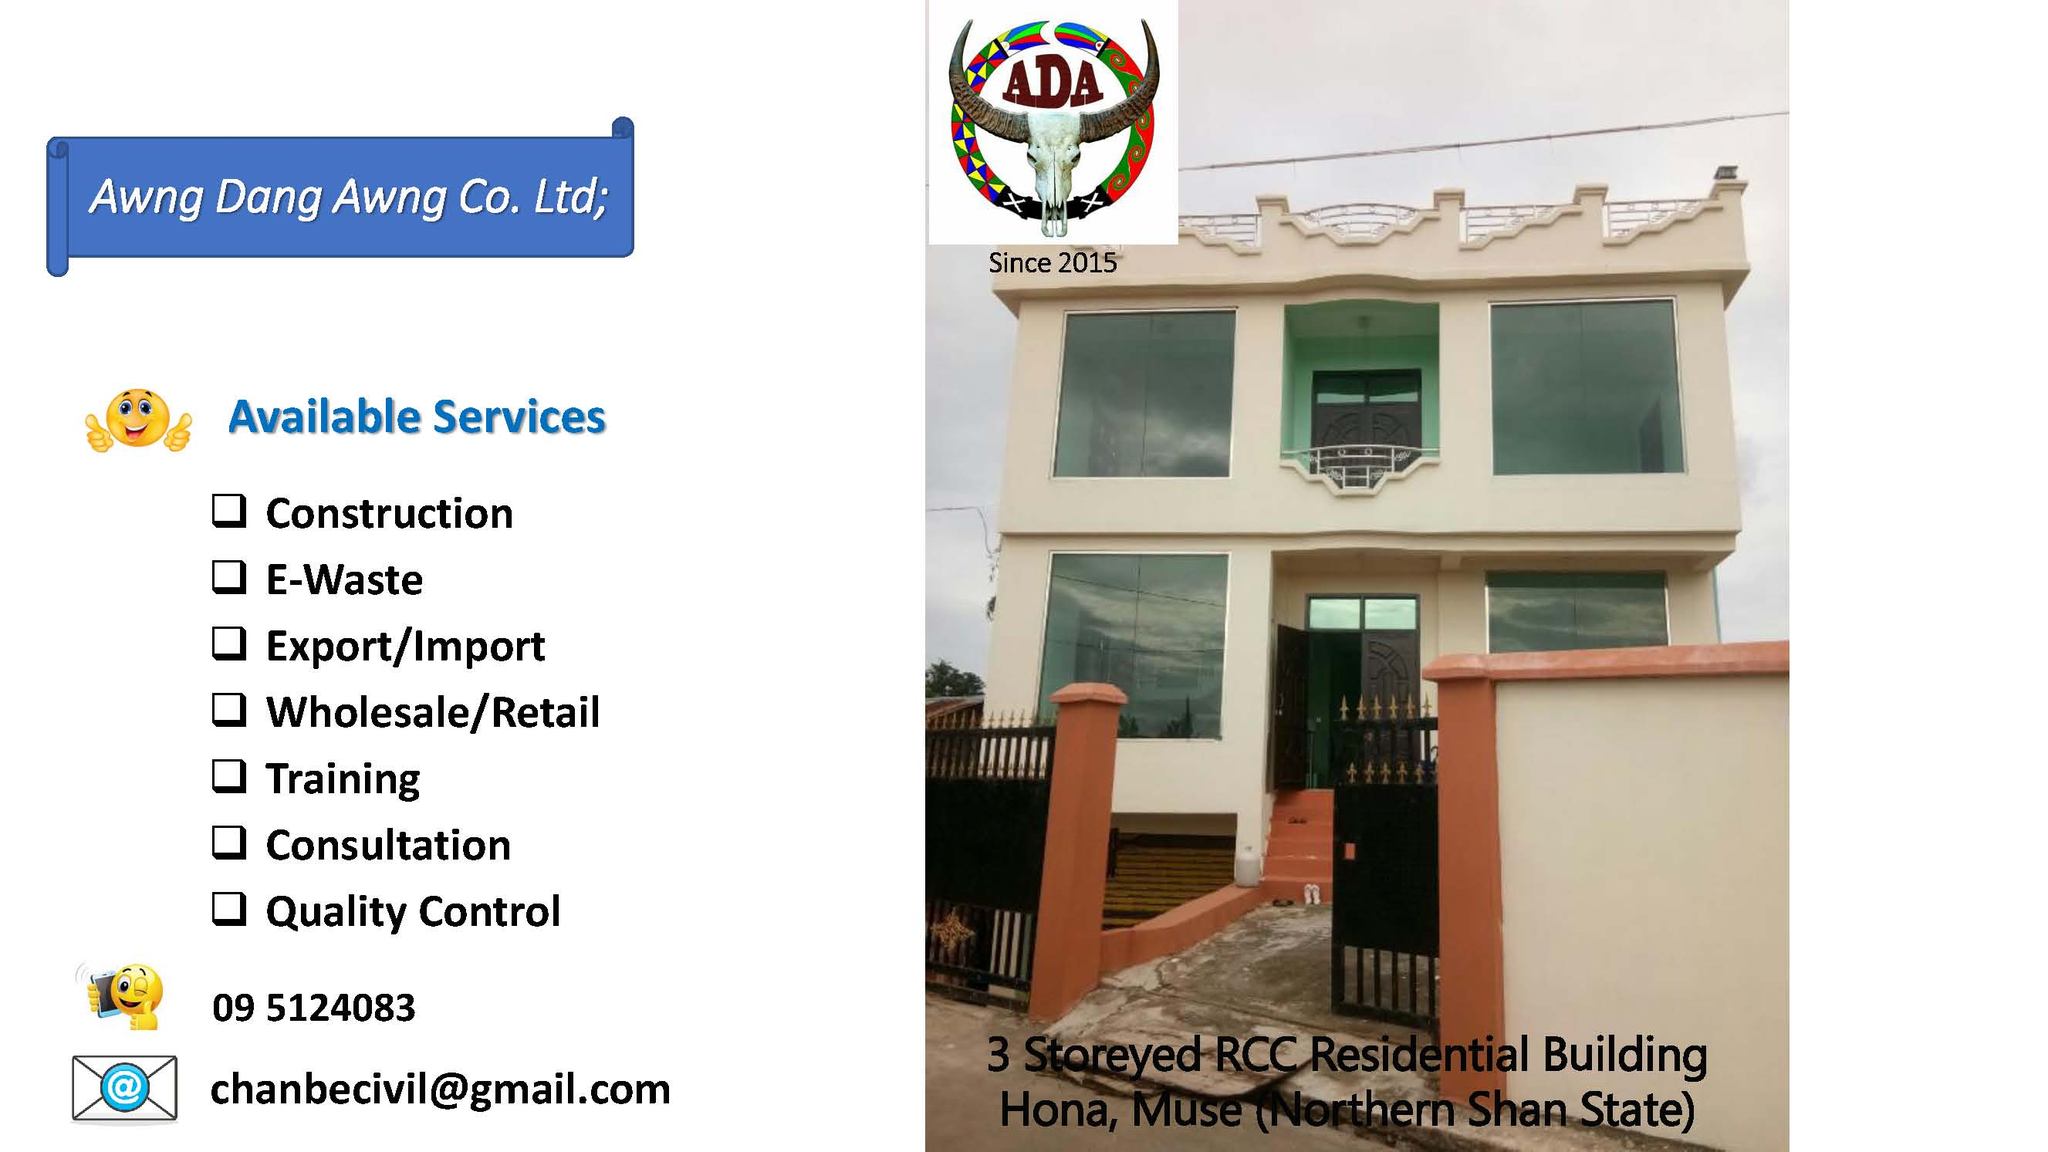 Awng Dang Awng Co. Ltd;
Available Services
Construction
E-Waste
Export/Import
Wholesale/Retail
Training
Consultation
Quality Control
09 5124083
@
chanbecivil@gmail.com
ADA
Since 2015
3 Storeyed RCC Residential Building
Hona, Muse (Northern Shan State)